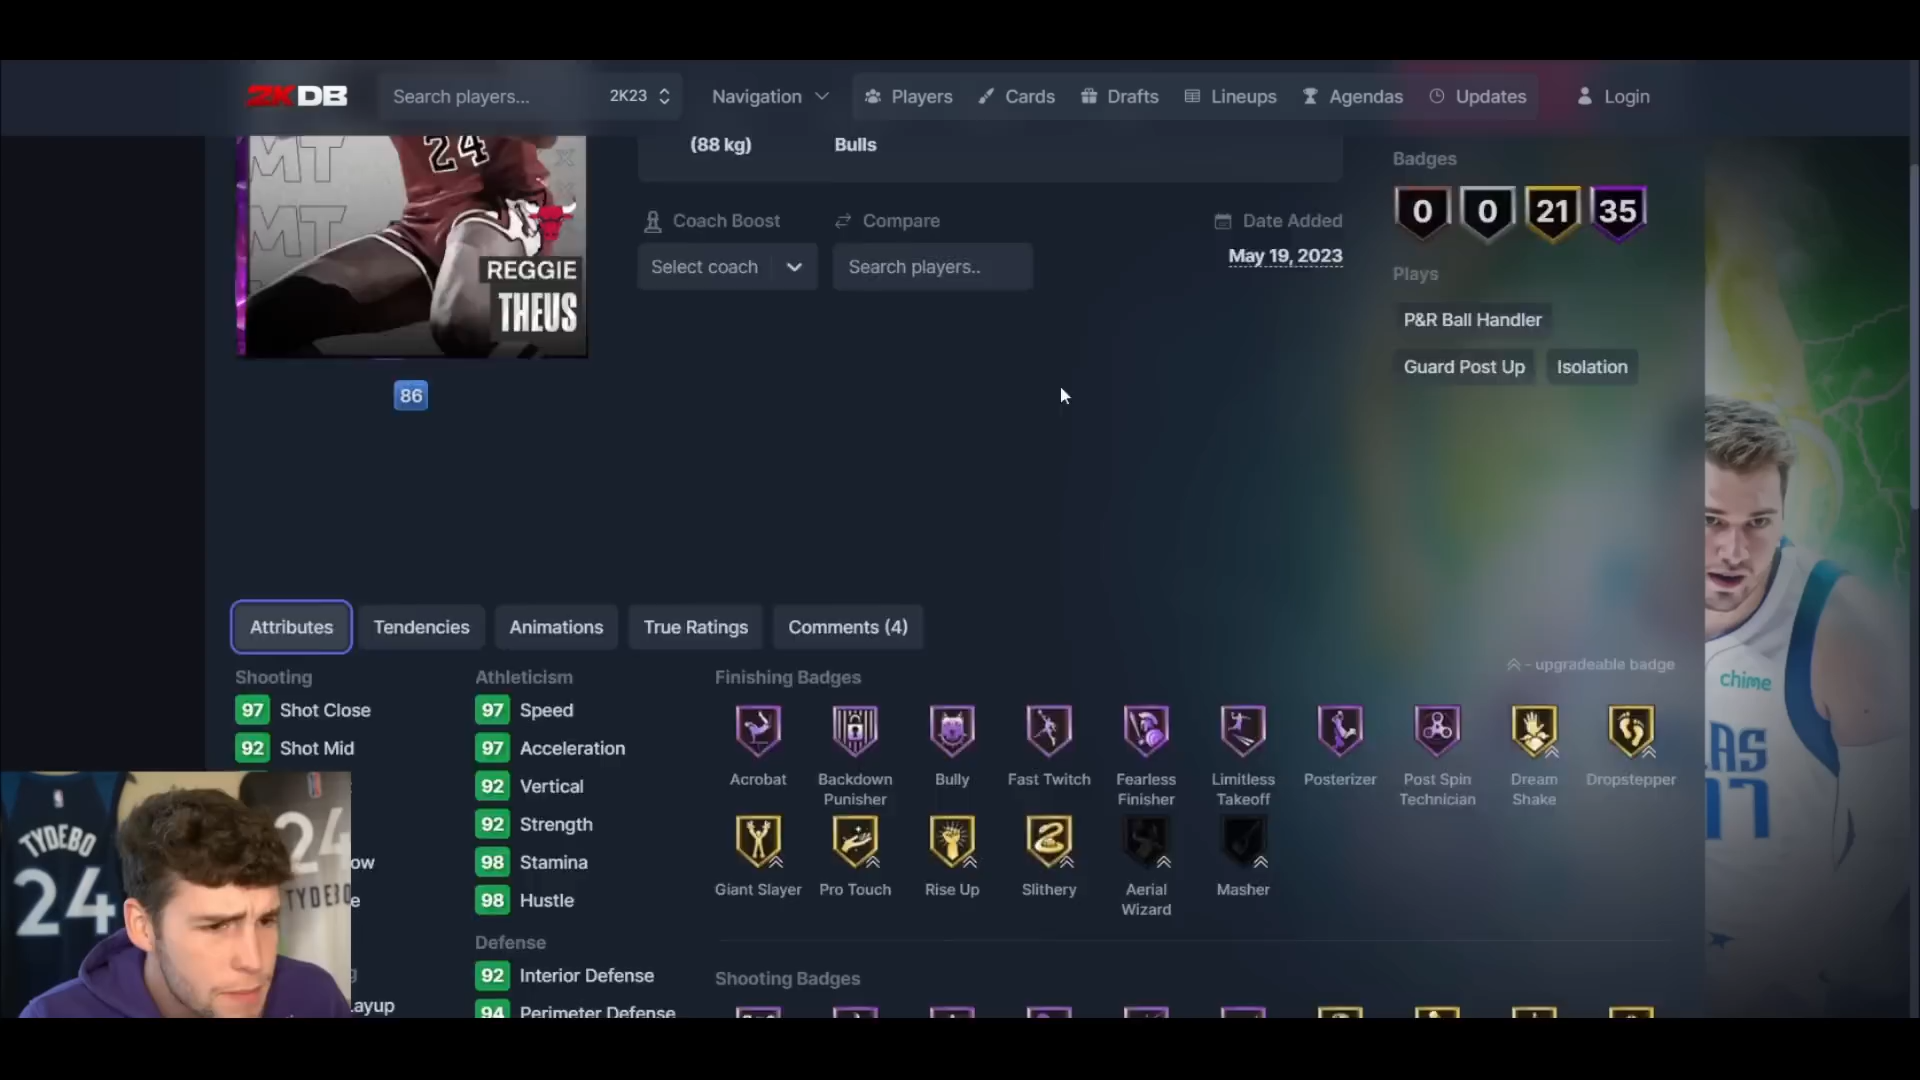 2KDB
Search players...
2K23
Navigation
Players
Cards
Drafts
Lineups
Agendas
Updates
Login
MT
MT
24
REGGIE
THEUS
86
(88 kg)
Bulls
Coach Boost
Compare
Date Added
Select coach
Search players..
May 19, 2023
Badges
0 0 21 35
Plays
P&R Ball Handler
Guard Post Up
Isolation
Attributes
Tendencies
Animations
True Ratings
Comments (4)
- upgradeable badge
Shooting
97 Shot Close
92 Shot Mid
ow
e
ayup
Athleticism
97 Speed
97 Acceleration
92 Vertical
92 Strength
98 Stamina
98 Hustle
Defense
92 Interior Defense
94 Perimeter Defense
Finishing Badges
Acrobat
Backdown
Punisher
Bully
Fast Twitch
Fearless
Finisher
Limitless
Takeoff
Posterizer
Post Spin
Technician
Dream
Shake
Dropstepper
Giant Slayer
Pro Touch
Rise Up
Slithery
Aerial
Wizard
Masher
Shooting Badges
chime
LAS
17
TYDEBO
24
24
TYDEBO